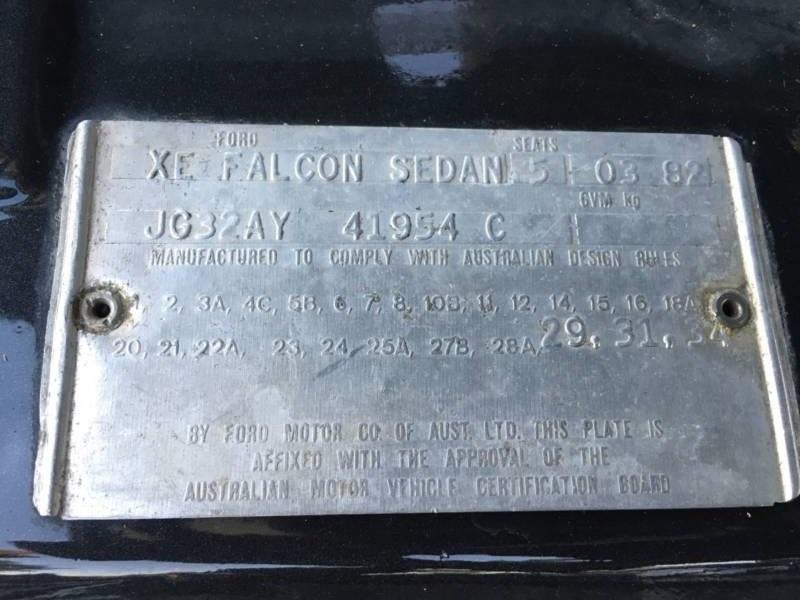 FORD SEATS
XE FALCON SEDAN 5 03 82
GVM KG
JG32AY 41954 C
MANUFACTURED TO COMPLY WITH AUSTRALIAN DESIGN RULES
2, 3A, 4C, 5B, 6, 7, 8, 10B, 11, 12, 14, 15, 16, 18A
20, 21, 22A, 23, 24, 25A, 27B, 28A, 29, 31, 34
BY FORD MOTOR CO OF AUST. LTD. THIS PLATE IS
AFFIXED WITH THE APPROVAL OF THE
AUSTRALIAN MOTOR VEHICLE CERTIFICATION BOARD